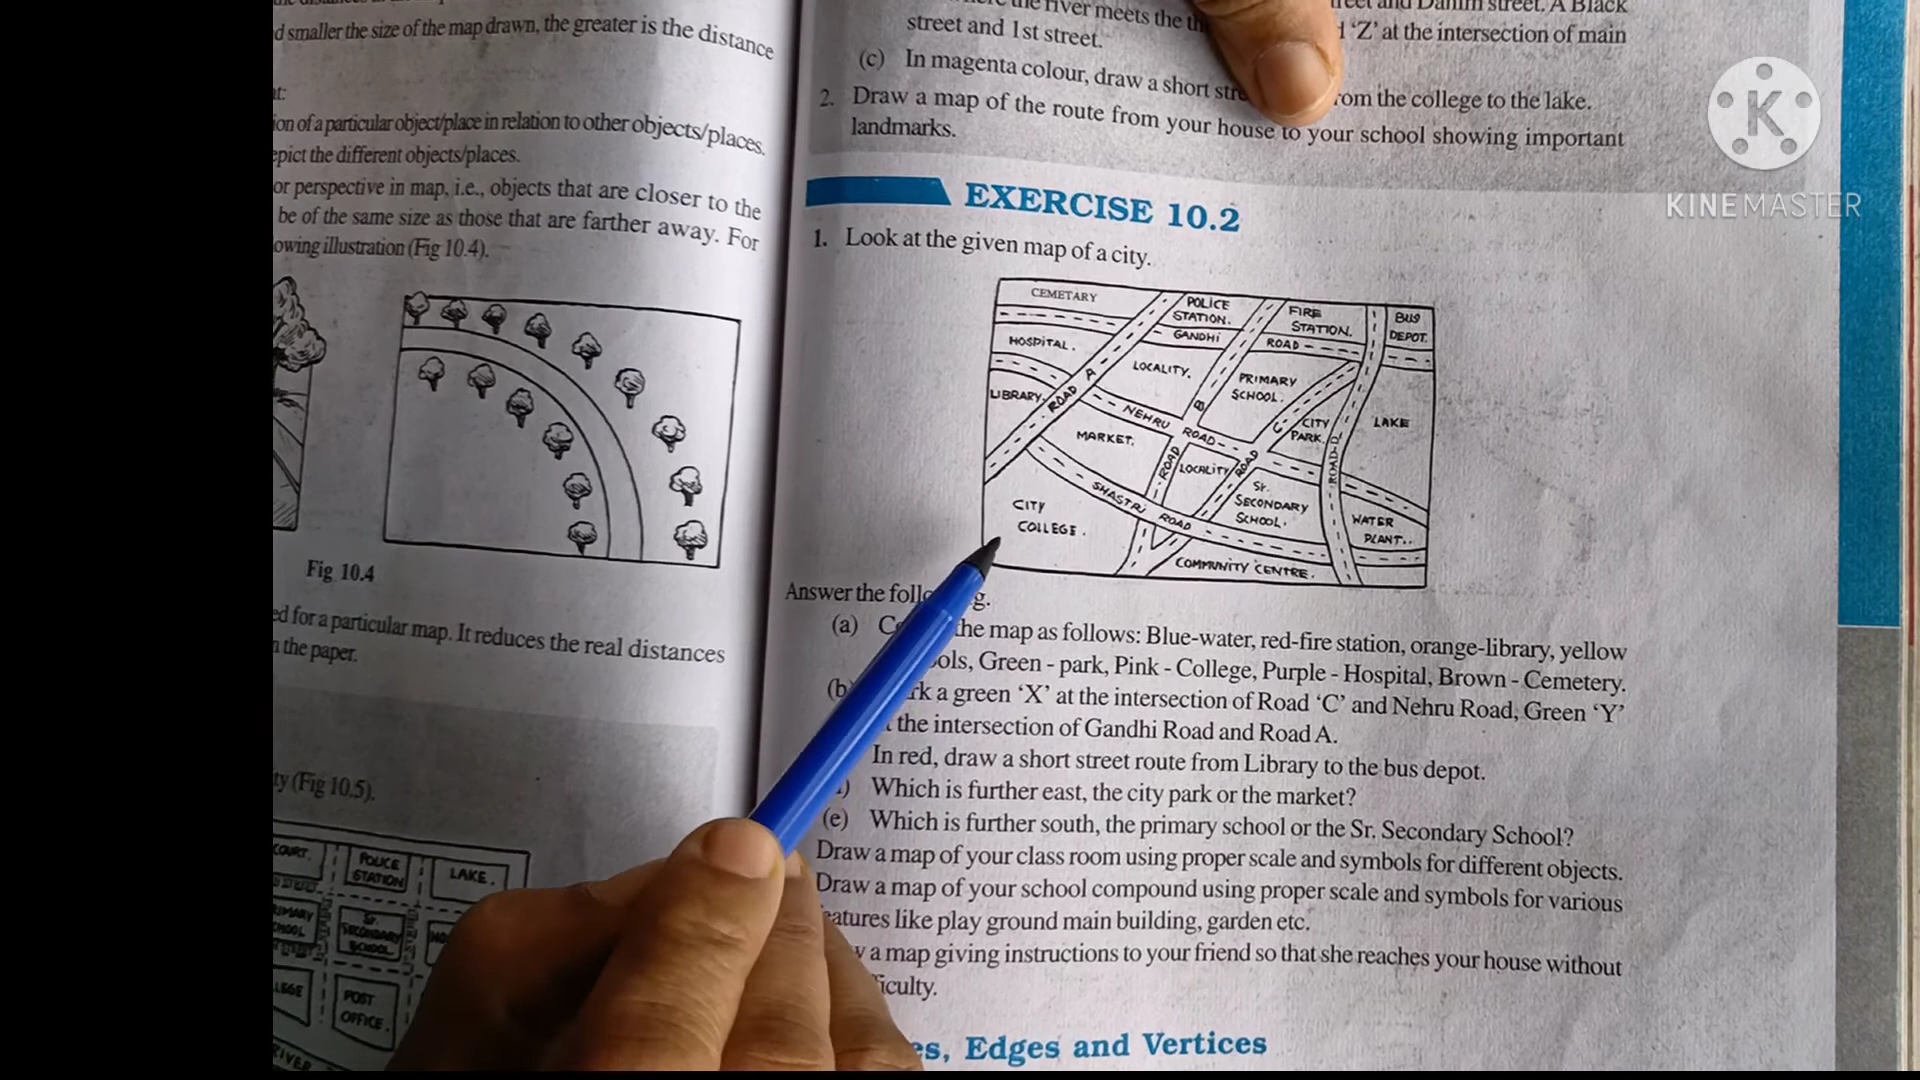 d smaller the size of the map drawn, the greater is the distance
ion of a particular object/place in relation to other objects/places.
epict the different objects/places.
or perspective in map, i.e., objects that are closer to the
be of the same size as those that are farther away. For
owing illustration (Fig 10.4).
Fig 10.4
ed for a particular map. It reduces the real distances
n the paper.
ty (Fig 10.5).
COURT.
POLICE
STATION
LAKE.
Sr.
SECONDARY
SCHOOL
POST
OFFICE.
RIVER
the river meets the
street and 1st street.
Street. A Black
'Z' at the intersection of main
(c) In magenta colour, draw a short
from the college to the lake.
2. Draw a map of the route from your house to your school showing important
landmarks.
EXERCISE 10.2
1. Look at the given map of a city.
CEMETARY
POLICE
STATION.
FIRE
STATION.
BUS
DEPOT.
GANDHI
ROAD
HOSPITAL.
LOCALITY.
PRIMARY
SCHOOL.
LIBRARY.
ROAD A
NEHRU ROAD
B
ROAD
C
ROAD
CITY
PARK.
ROAD-D
LAKE
MARKET.
LOCALITY
Sr.
SECONDARY
SCHOOL.
SHASTRI ROAD
WATER
PLANT..
CITY
COLLEGE.
COMMUNITY CENTRE.
Answer the follo g.
(a) C the map as follows: Blue-water, red-fire station, orange-library, yellow
ols, Green - park, Pink - College, Purple - Hospital, Brown - Cemetery.
(b) rk a green 'X' at the intersection of Road 'C' and Nehru Road, Green 'Y'
the intersection of Gandhi Road and Road A.
In red, draw a short street route from Library to the bus depot.
) Which is further east, the city park or the market?
(e) Which is further south, the primary school or the Sr. Secondary School?
Draw a map of your class room using proper scale and symbols for different objects.
Draw a map of your school compound using proper scale and symbols for various
eatures like play ground main building, garden etc.
a map giving instructions to your friend so that she reaches your house without
iculty.
es, Edges and Vertices
K
KINEMASTER